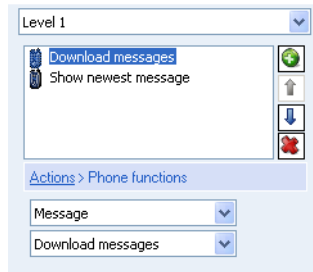 Level 1
Download messages
Show newest message
Actions > Phone functions
Message
Download messages